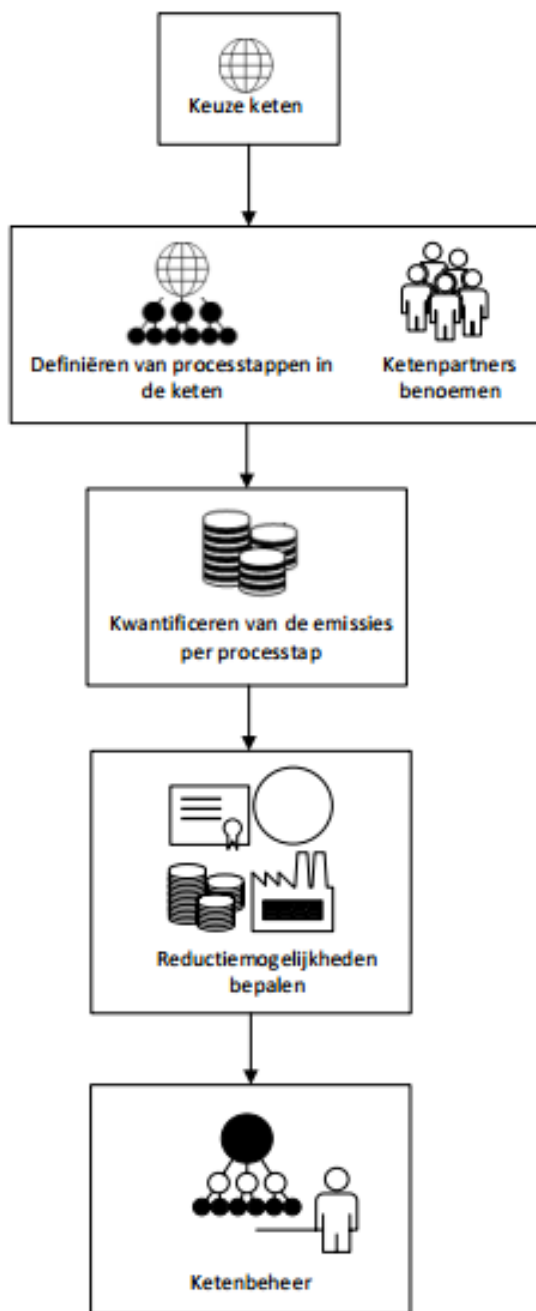 Keuze keten
Definiëren van processtappen in
de keten
Ketenpartners
benoemen
Kwantificeren van de emissies
per processtap
Reductiemogelijkheden
bepalen
Ketenbeheer